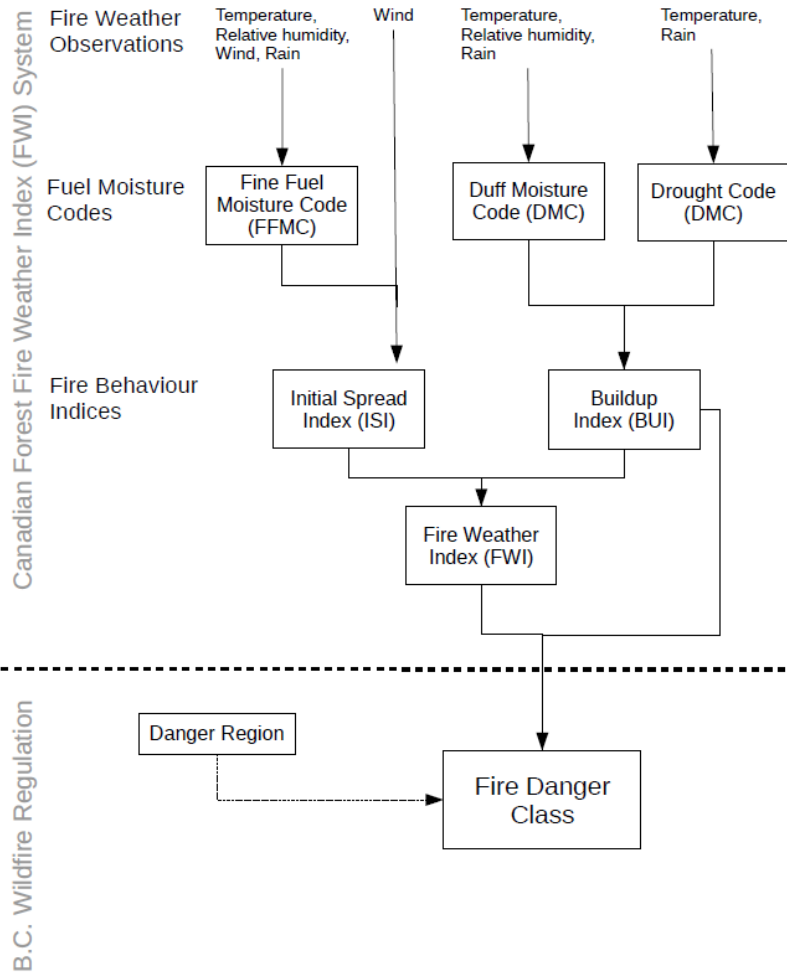 Canadian Forest Fire Weather Index (FWI) System
Fire Weather
Observations
Temperature,
Relative humidity,
Wind, Rain
Wind
Temperature,
Relative humidity,
Rain
Temperature,
Rain
Fuel Moisture
Codes
Fine Fuel
Moisture Code
(FFMC)
Duff Moisture
Code (DMC)
Drought Code
(DMC)
Fire Behaviour
Indices
Initial Spread
Index (ISI)
Buildup
Index (BUI)
Fire Weather
Index (FWI)
B.C. Wildfire Regulation
Danger Region
Fire Danger
Class